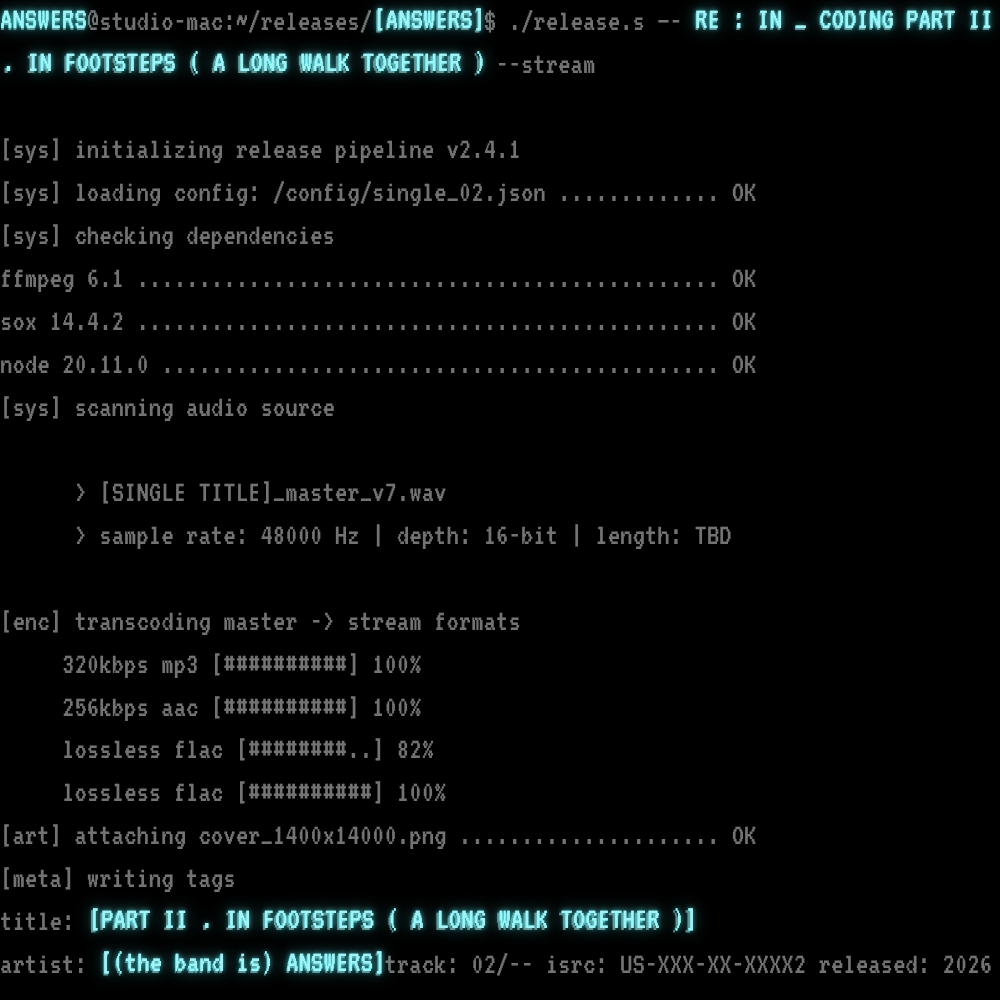 ANSWERS@studio-mac:~/releases/[ANSWERS]$ ./release.s -- RE : IN _ CODING PART II
. IN FOOTSTEPS ( A LONG WALK TOGETHER ) --stream
[sys] initializing release pipeline v2.4.1
[sys] loading config: /config/single_02.json ............. OK
[sys] checking dependencies
ffmpeg 6.1 ............................................... OK
sox 14.4.2 ............................................... OK
node 20.11.0 ............................................. OK
[sys] scanning audio source
> [SINGLE TITLE]_master_v7.wav
> sample rate: 48000 Hz | depth: 16-bit | length: TBD
[enc] transcoding master -> stream formats
320kbps mp3 [##########] 100%
256kbps aac [##########] 100%
lossless flac [########..] 82%
lossless flac [##########] 100%
[art] attaching cover_1400x14000.png ..................... OK
[meta] writing tags
title: [PART II . IN FOOTSTEPS ( A LONG WALK TOGETHER )]
artist: [(the band is) ANSWERS]track: 02/-- isrc: US-XXX-XX-XXXX2 released: 2026